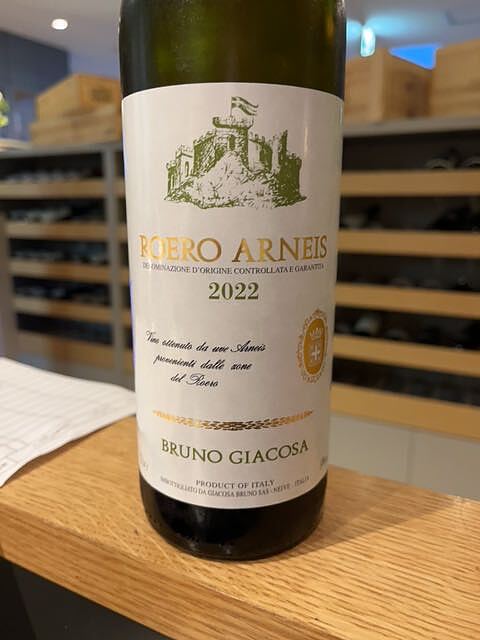 ROERO ARNEIS
DENOMINAZIONE D'ORIGINE CONTROLLATA E GARANTITA
2022
Vino ottenuto da uve Arneis
provenienti dalle zone
del Roero
BRUNO GIACOSA
PRODUCT OF ITALY
IMBOTTIGLIATO DA GIACOSA BRUNO SAS - NEIVE - ITALIA